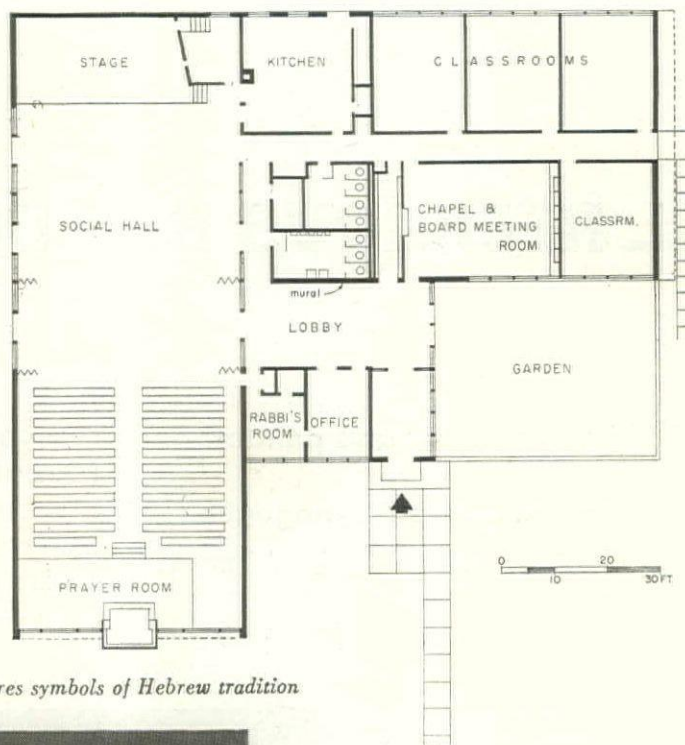 STAGE
KITCHEN
CLASSROOMS
SOCIAL HALL
CHAPEL &
BOARD MEETING
ROOM
CLASSRM.
mural
LOBBY
GARDEN
RABBI'S
ROOM
OFFICE
0 20
10 30 FT.
PRAYER ROOM
res symbols of Hebrew tradition